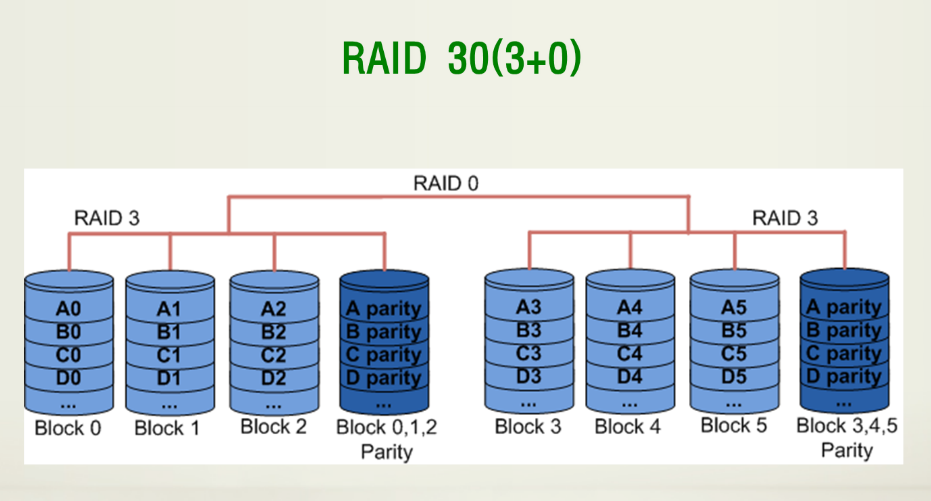 RAID 30(3+0)
RAID 0
RAID 3
RAID 3
A0 A1 A2 A parity A3 A4 A5 A parity
B0 B1 B2 B parity B3 B4 B5 B parity
C0 C1 C2 C parity C3 C4 C5 C parity
D0 D1 D2 D parity D3 D4 D5 D parity
... ... ... ... ... ... ... ...
Block 0 Block 1 Block 2 Block 0,1,2 Block 3 Block 4 Block 5 Block 3,4,5
Parity Parity